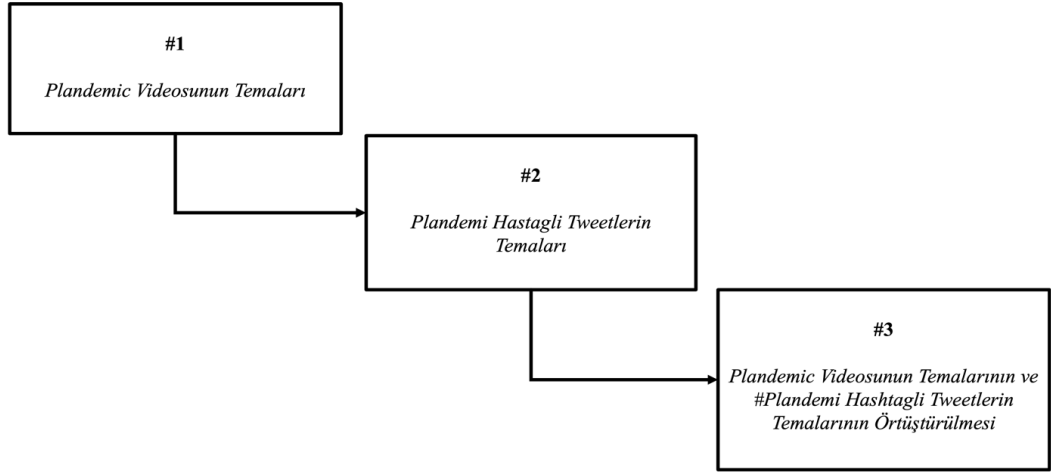 #1
Plandemic Videosunun Temaları
#2
Plandemi Hastagli Tweetlerin
Temaları
#3
Plandemic Videosunun Temalarının ve
#Plandemi Hashtagli Tweetlerin
Temalarının Örtüştürülmesi